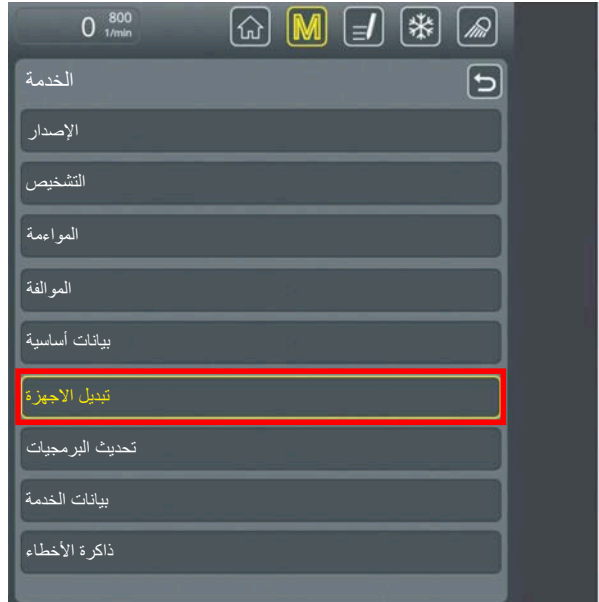 0 800
1/min
M
الخدمة
الإصدار
التشخيص
المواءمة
الموالفة
بيانات أساسية
تبديل الاجهزة
تحديث البرمجيات
بيانات الخدمة
ذاكرة الأخطاء